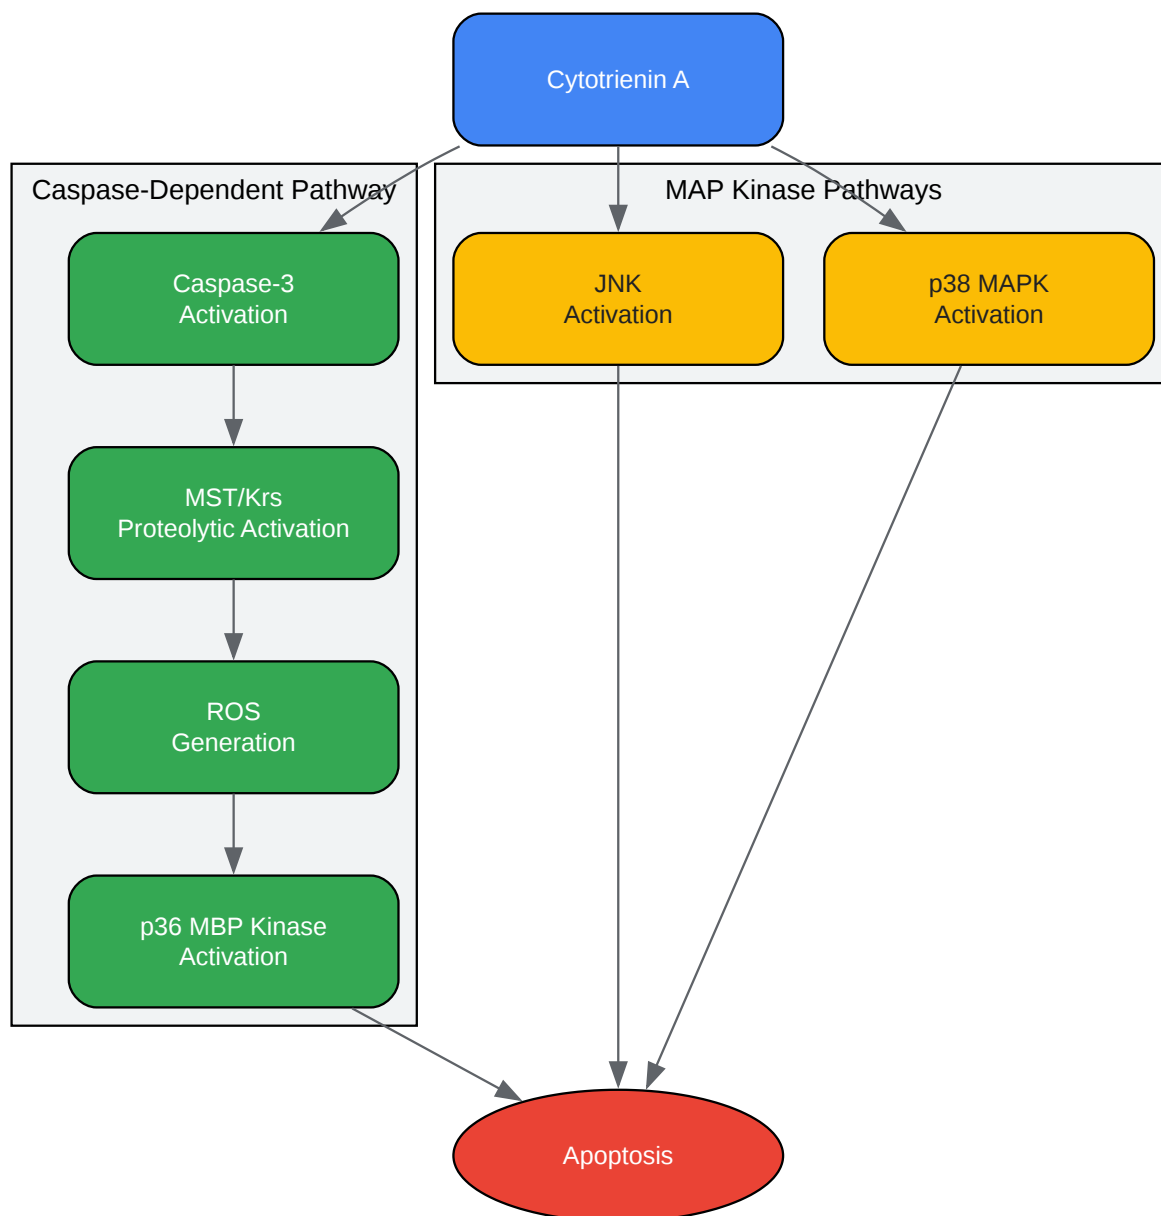 Cytotrienin A
Caspase-Dependent Pathway
MAP Kinase Pathways
Caspase-3
Activation
JNK
Activation
p38 MAPK
Activation
MST/Krs
Proteolytic Activation
ROS
Generation
p36 MBP Kinase
Activation
Apoptosis